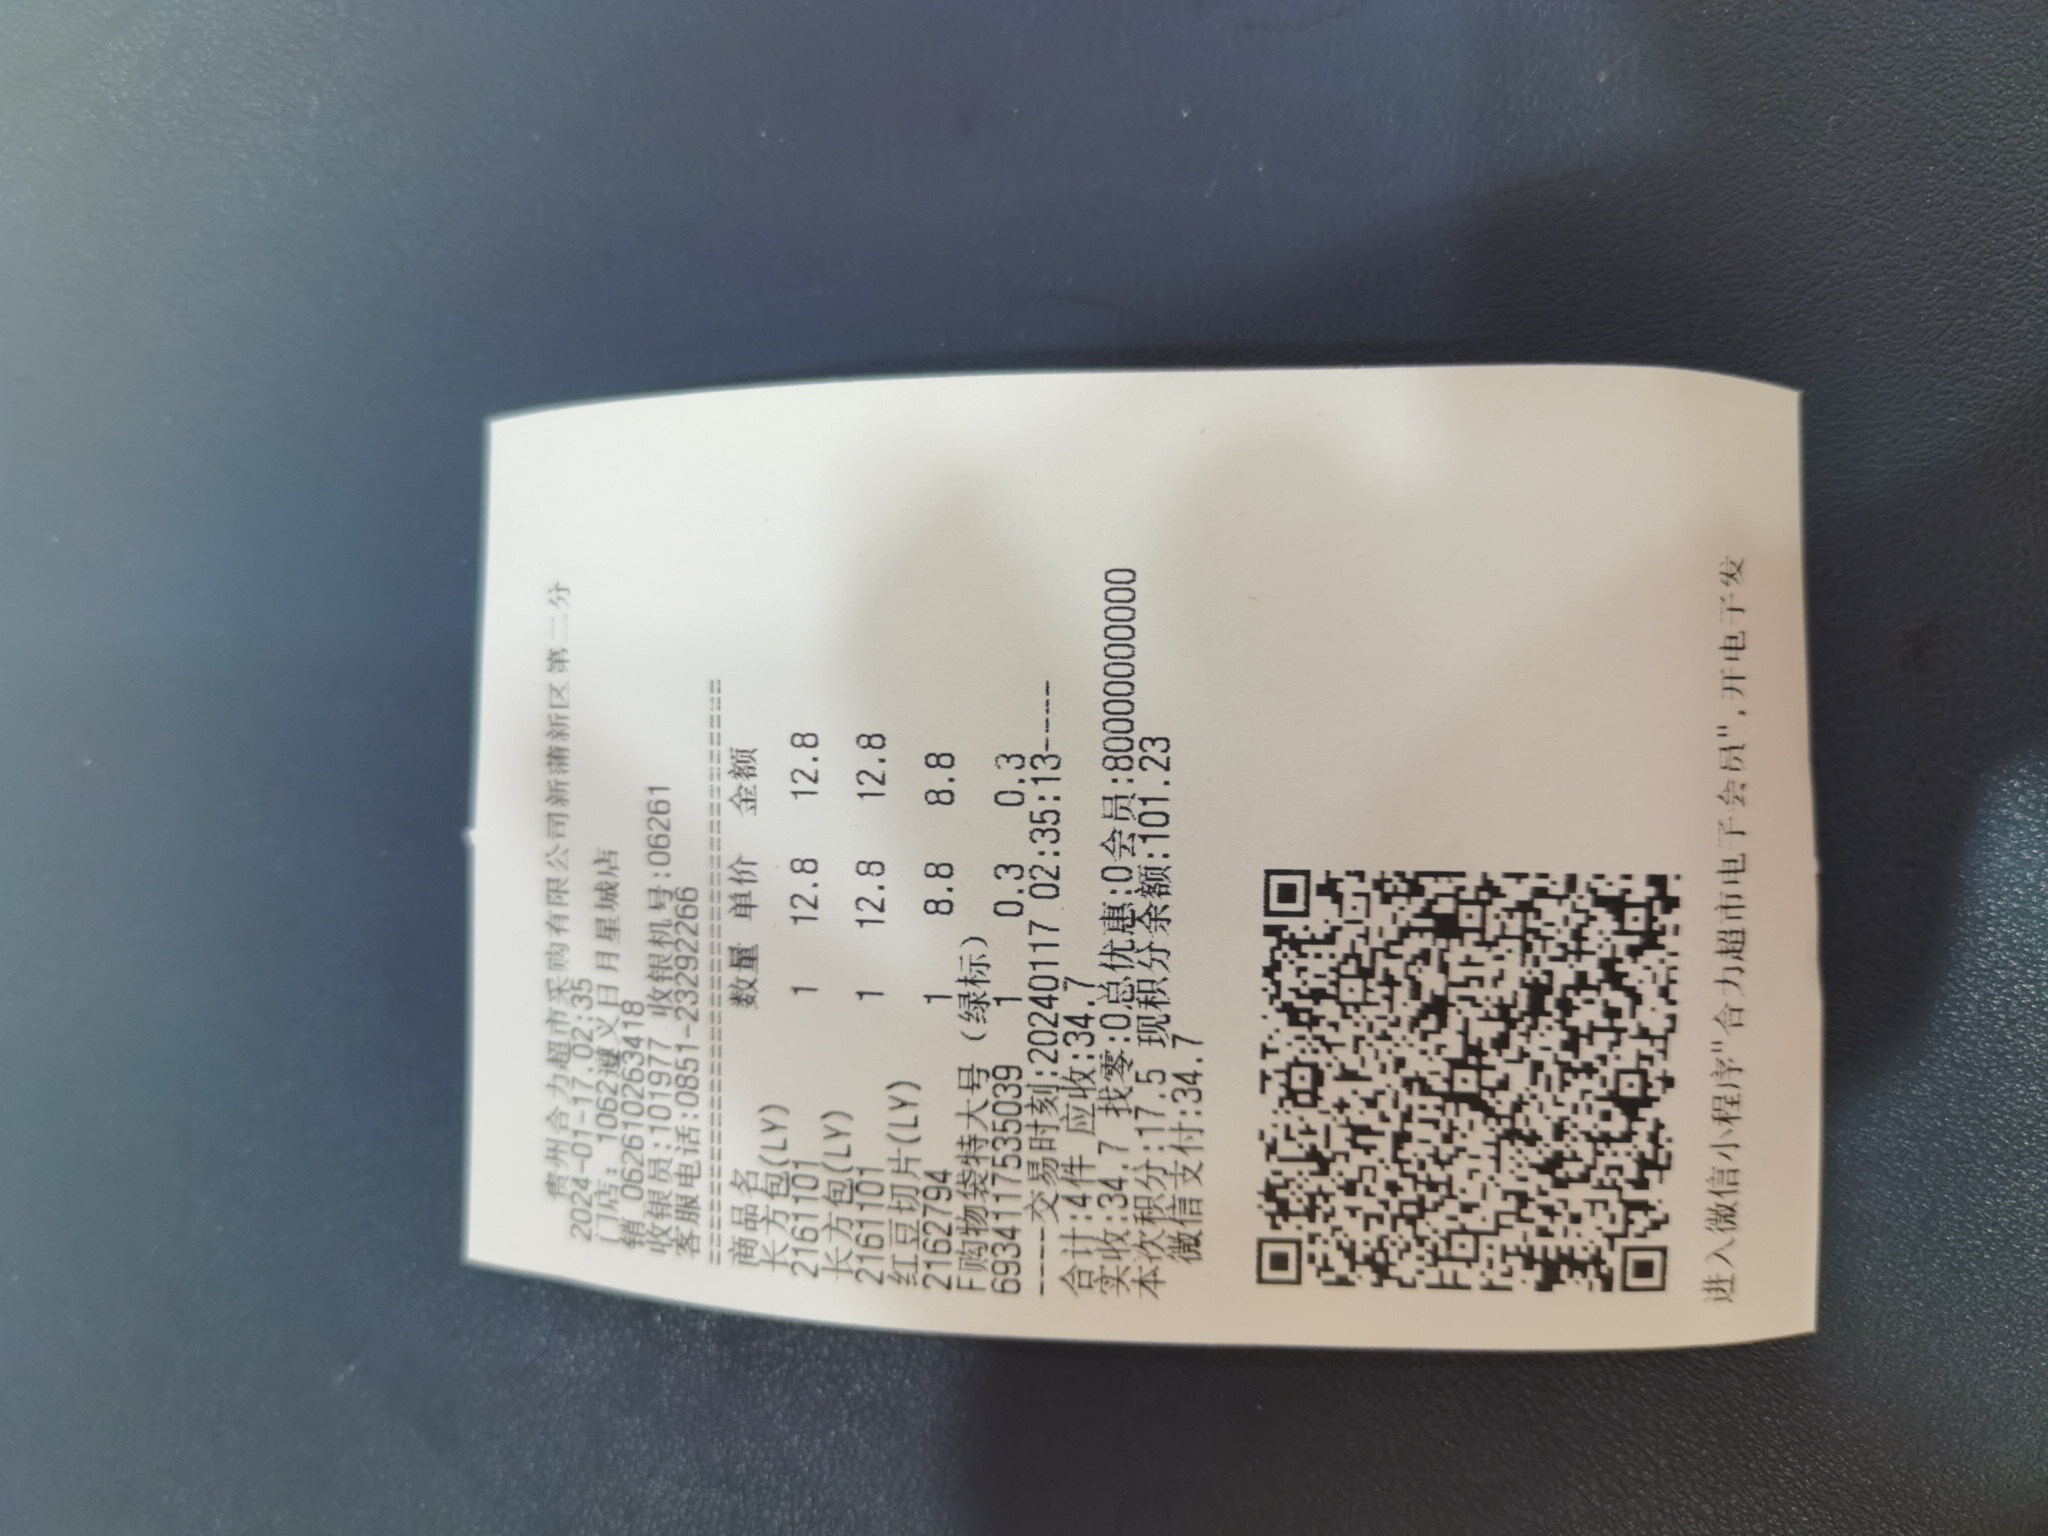 贵州合力超市采购有限公司新蒲新区第二分
2024-01-17 02:35
门店: 1062遵义日月星城店
销 0626102634​18
收银员:101977 收银机号:06261
客服电话:0851-23292266
==========================================
商品名 数量 单价 金额
长方包(LY)
2161101 1 12.8 12.8
长方包(LY)
2161101 1 12.8 12.8
红豆切片(LY)
2162794 1 8.8 8.8
F购物袋特大号(绿标)
6934117535039 1 0.3 0.3
----交易时刻:20240117 02:35:13----
合计:4件 应收:34.7
实收:34.7 找零:0总优惠:0会员:80000000000
本次积分:17.5 现积分余额:101.23
微信支付:34.7
进入微信小程序"合力超市电子会员",开电子发